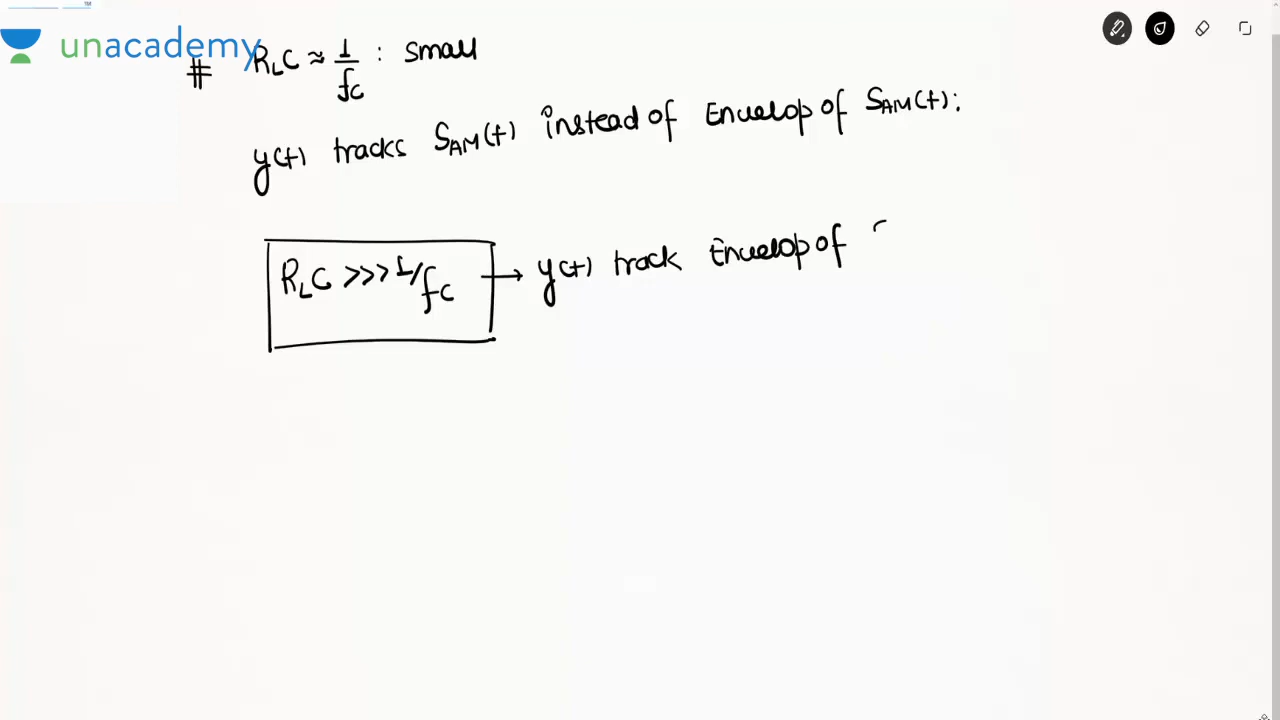 unacademy
# R_LC ≈ 1/fc : small
y(t) tracks S_AM(t) instead of Envelop of S_AM(t):
R_LC >>> 1/fc → y(t) track Envelop of